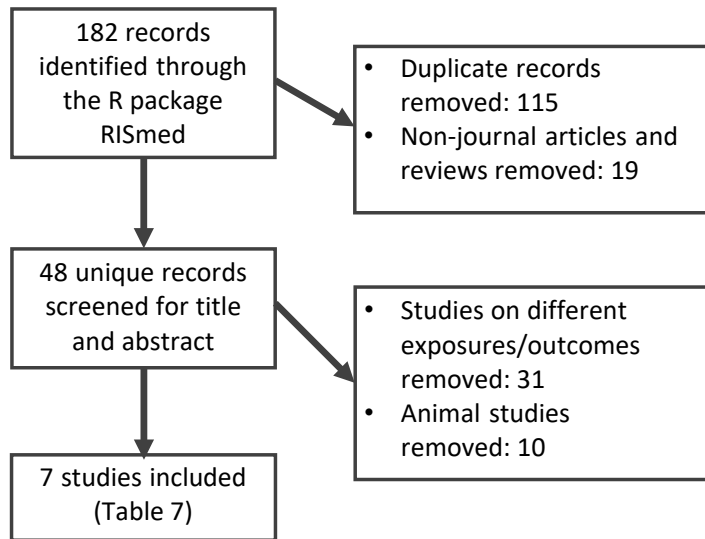 182 records
identified through
the R package
RISmed
• Duplicate records
removed: 115
• Non-journal articles and
reviews removed: 19
48 unique records
screened for title
and abstract
• Studies on different
exposures/outcomes
removed: 31
• Animal studies
removed: 10
7 studies included
(Table 7)